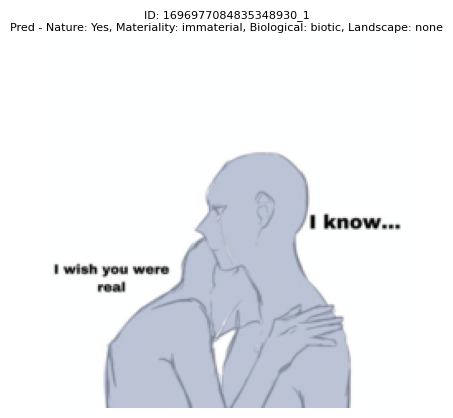 ID: 1696977084835348930_1
Pred - Nature: Yes, Materiality: immaterial, Biological: biotic, Landscape: none
I know...
I wish you were
real